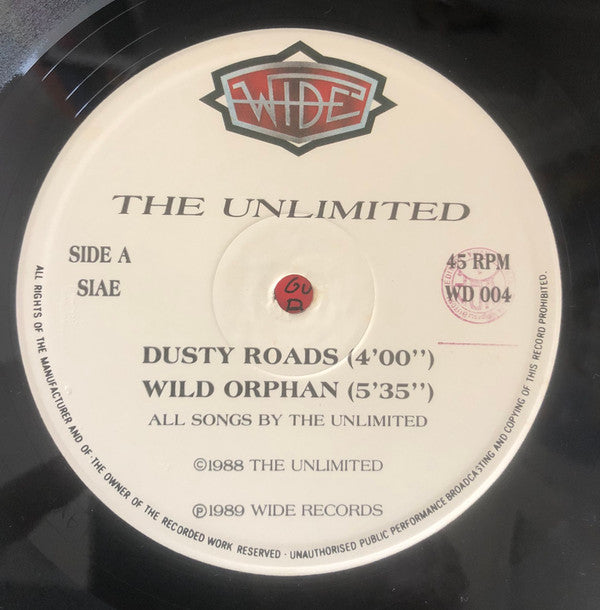 WIDE
THE UNLIMITED
SIDE A
SIAE
45 RPM
WD 004
DUSTY ROADS (4'00")
WILD ORPHAN (5'35")
ALL SONGS BY THE UNLIMITED
©1988 THE UNLIMITED
℗1989 WIDE RECORDS
ALL RIGHTS OF THE MANUFACTURER AND OF THE OWNER OF THE RECORDED WORK RESERVED - UNAUTHORISED PUBLIC PERFORMANCE BROADCASTING AND COPYING OF THIS RECORD PROHIBITED.